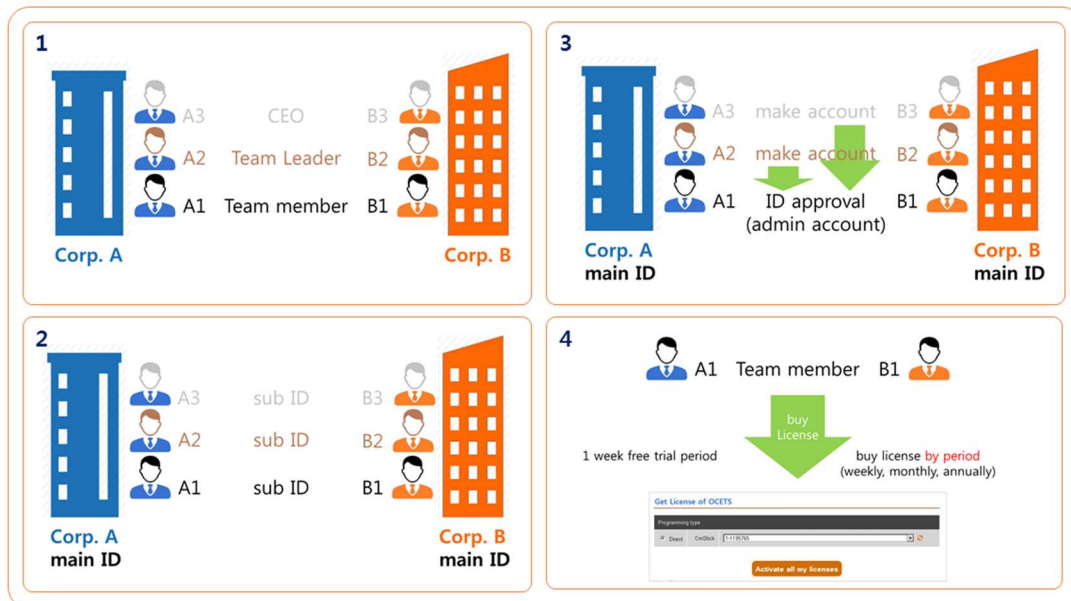 1
A3 CEO B3
A2 Team Leader B2
A1 Team member B1
Corp. A Corp. B
2
A3 sub ID B3
A2 sub ID B2
A1 sub ID B1
Corp. A Corp. B
main ID main ID
3
A3 make account B3
A2 make account B2
A1 ID approval B1
(admin account)
Corp. A Corp. B
main ID main ID
4
A1 Team member B1
buy
License
1 week free trial period buy license by period
(weekly, monthly, annually)
Get License of OCETS
Programming type
Direct CmStick 1-1195765
Activate all my licenses